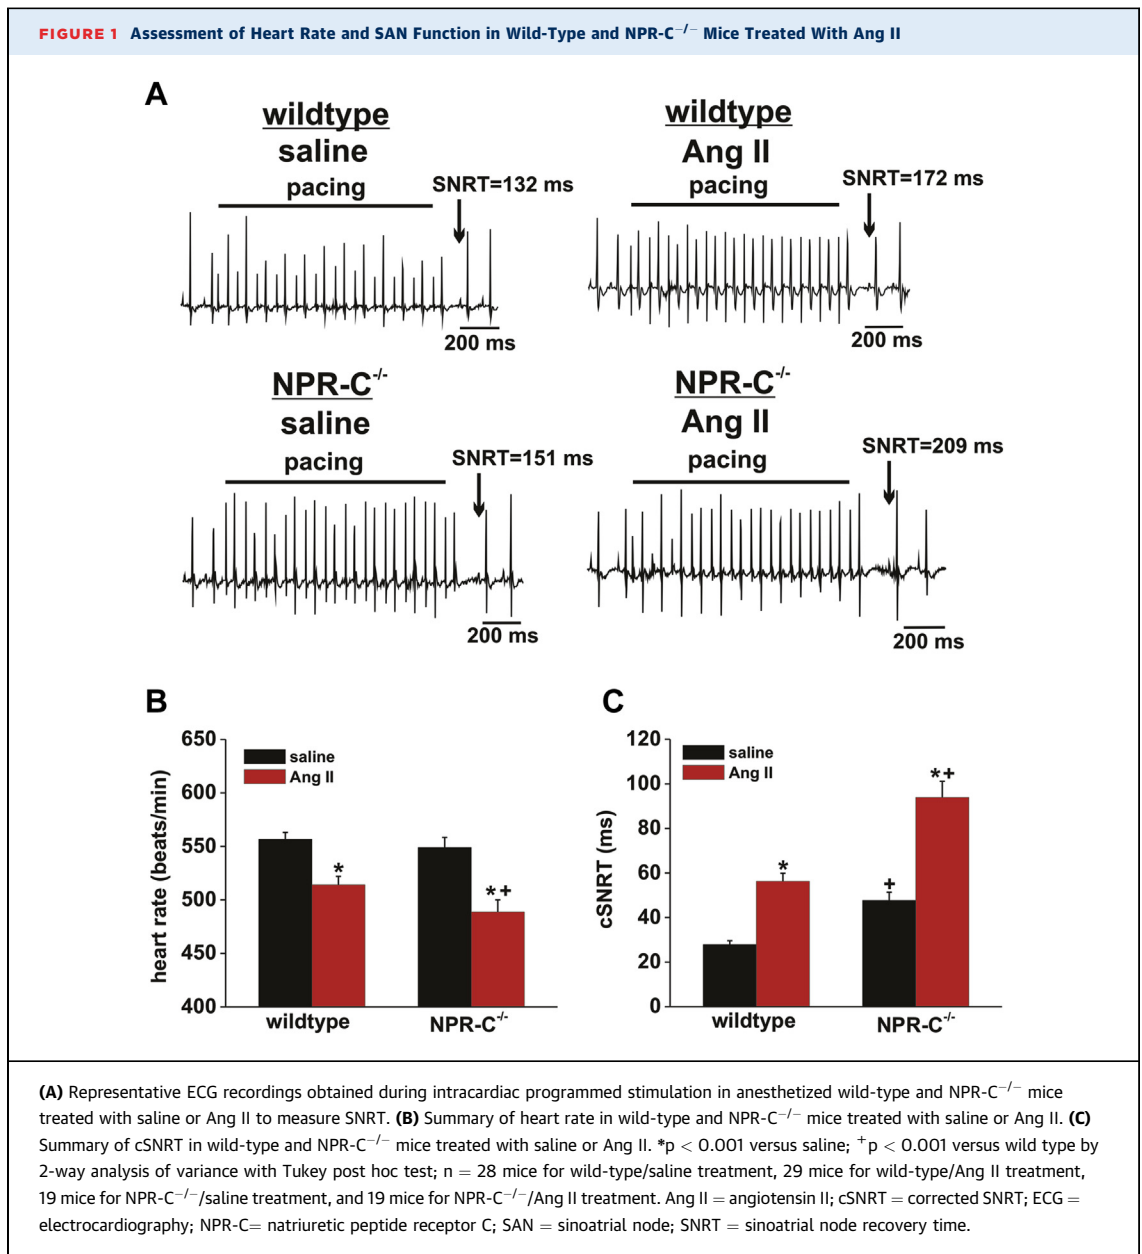 FIGURE 1 Assessment of Heart Rate and SAN Function in Wild-Type and NPR-C−/− Mice Treated With Ang II
A
wildtype
saline
pacing
SNRT=132 ms
200 ms
wildtype
Ang II
pacing
SNRT=172 ms
200 ms
NPR-C-/-
saline
pacing
SNRT=151 ms
200 ms
NPR-C-/-
Ang II
pacing
SNRT=209 ms
200 ms
B
650
600
550
500
450
400
heart rate (beats/min)
saline
Ang II
*
*+
wildtype
NPR-C-/-
C
120
100
80
60
40
20
0
cSNRT (ms)
saline
Ang II
*
+
*+
wildtype
NPR-C-/-
(A) Representative ECG recordings obtained during intracardiac programmed stimulation in anesthetized wild-type and NPR-C−/− mice
treated with saline or Ang II to measure SNRT. (B) Summary of heart rate in wild-type and NPR-C−/− mice treated with saline or Ang II. (C)
Summary of cSNRT in wild-type and NPR-C−/− mice treated with saline or Ang II. *p < 0.001 versus saline; +p < 0.001 versus wild type by
2-way analysis of variance with Tukey post hoc test; n = 28 mice for wild-type/saline treatment, 29 mice for wild-type/Ang II treatment,
19 mice for NPR-C−/−/saline treatment, and 19 mice for NPR-C−/−/Ang II treatment. Ang II = angiotensin II; cSNRT = corrected SNRT; ECG =
electrocardiography; NPR-C= natriuretic peptide receptor C; SAN = sinoatrial node; SNRT = sinoatrial node recovery time.